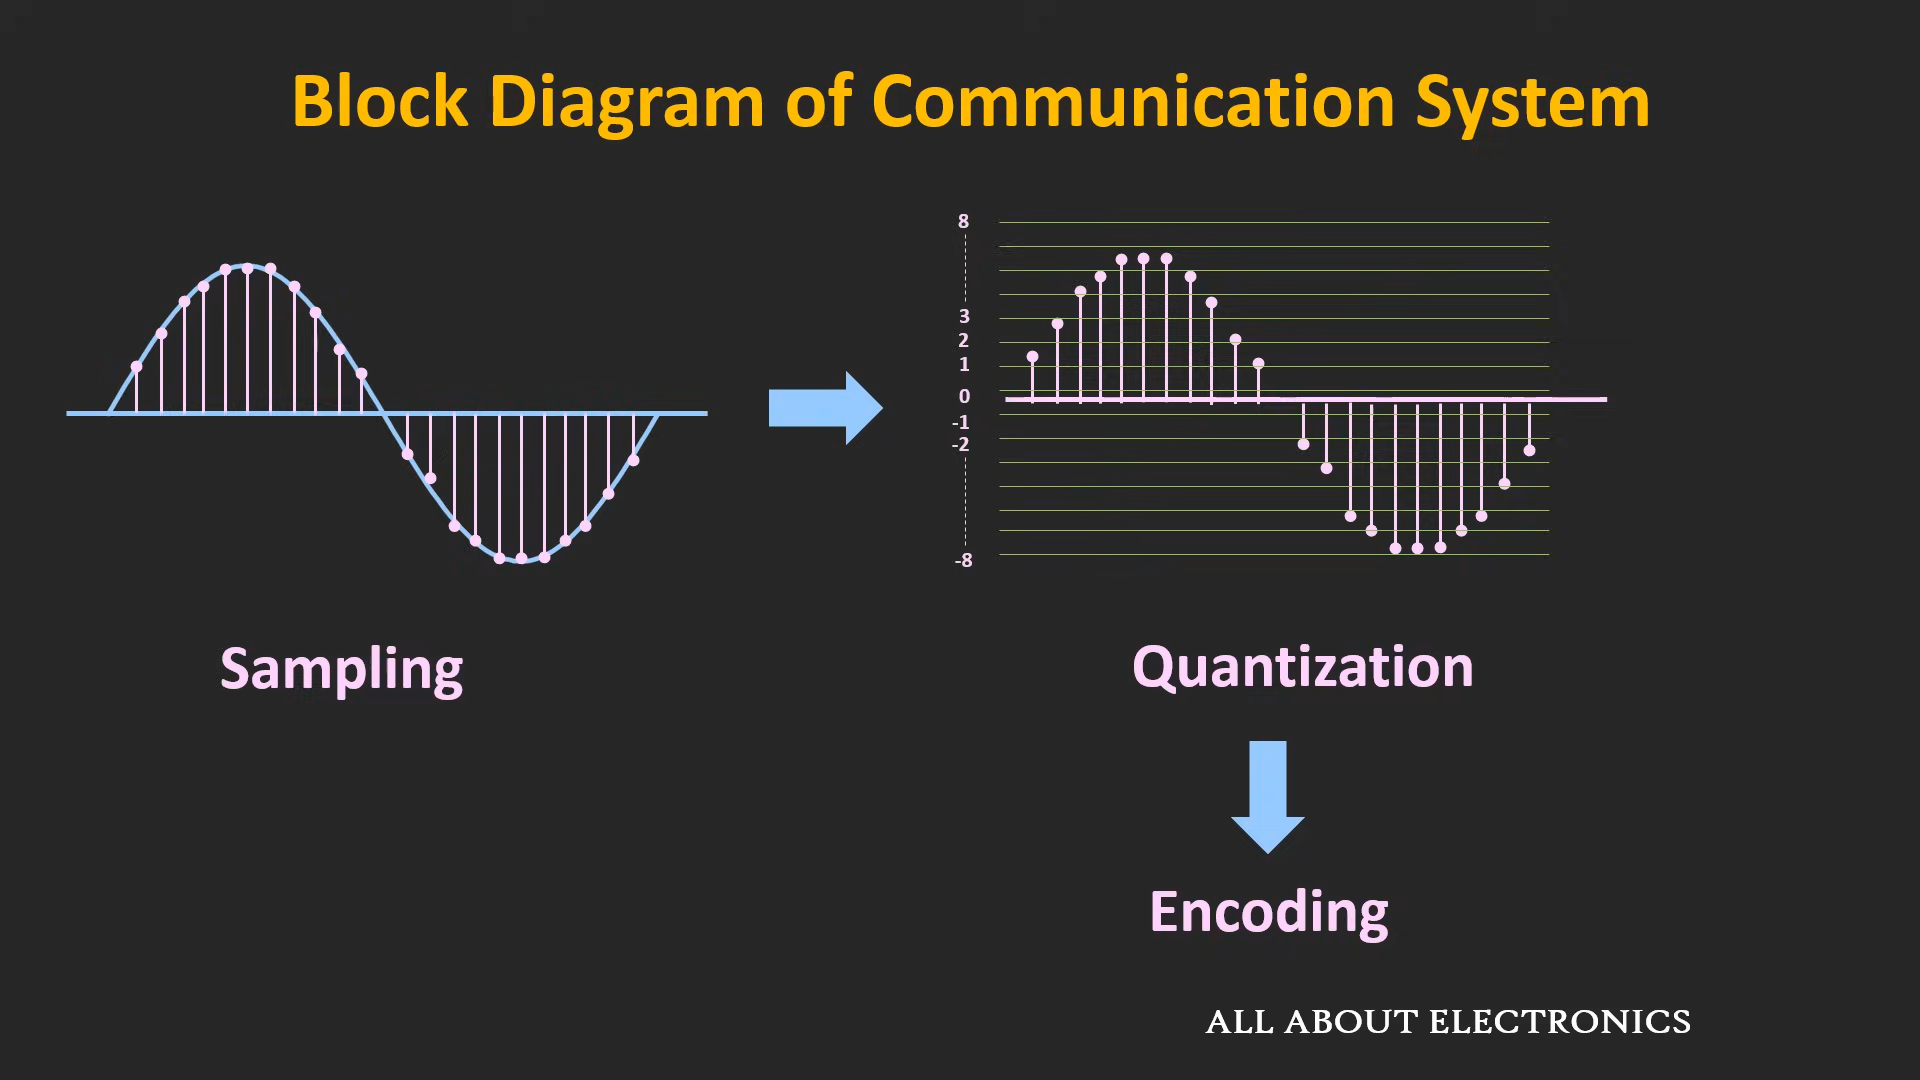 Block Diagram of Communication System
8
3
2
1
0
-1
-2
-8
Sampling
Quantization
Encoding
ALL ABOUT ELECTRONICS